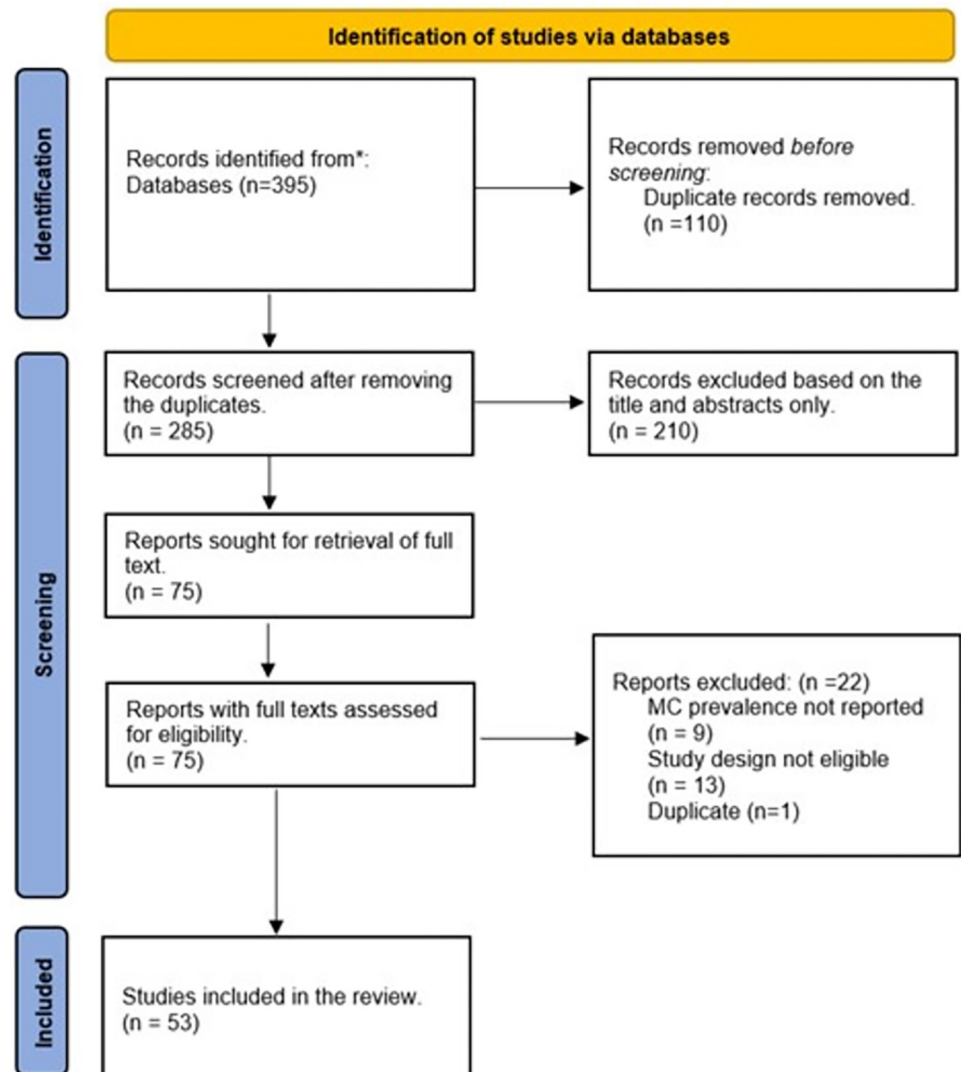 Identification of studies via databases
Identification
Records identified from*:
Databases (n=395)
Records removed before
screening:
Duplicate records removed.
(n =110)
Screening
Records screened after removing
the duplicates.
(n = 285)
Records excluded based on the
title and abstracts only.
(n = 210)
Reports sought for retrieval of full
text.
(n = 75)
Reports with full texts assessed
for eligibility.
(n = 75)
Reports excluded: (n =22)
MC prevalence not reported
(n = 9)
Study design not eligible
(n = 13)
Duplicate (n=1)
Included
Studies included in the review.
(n = 53)